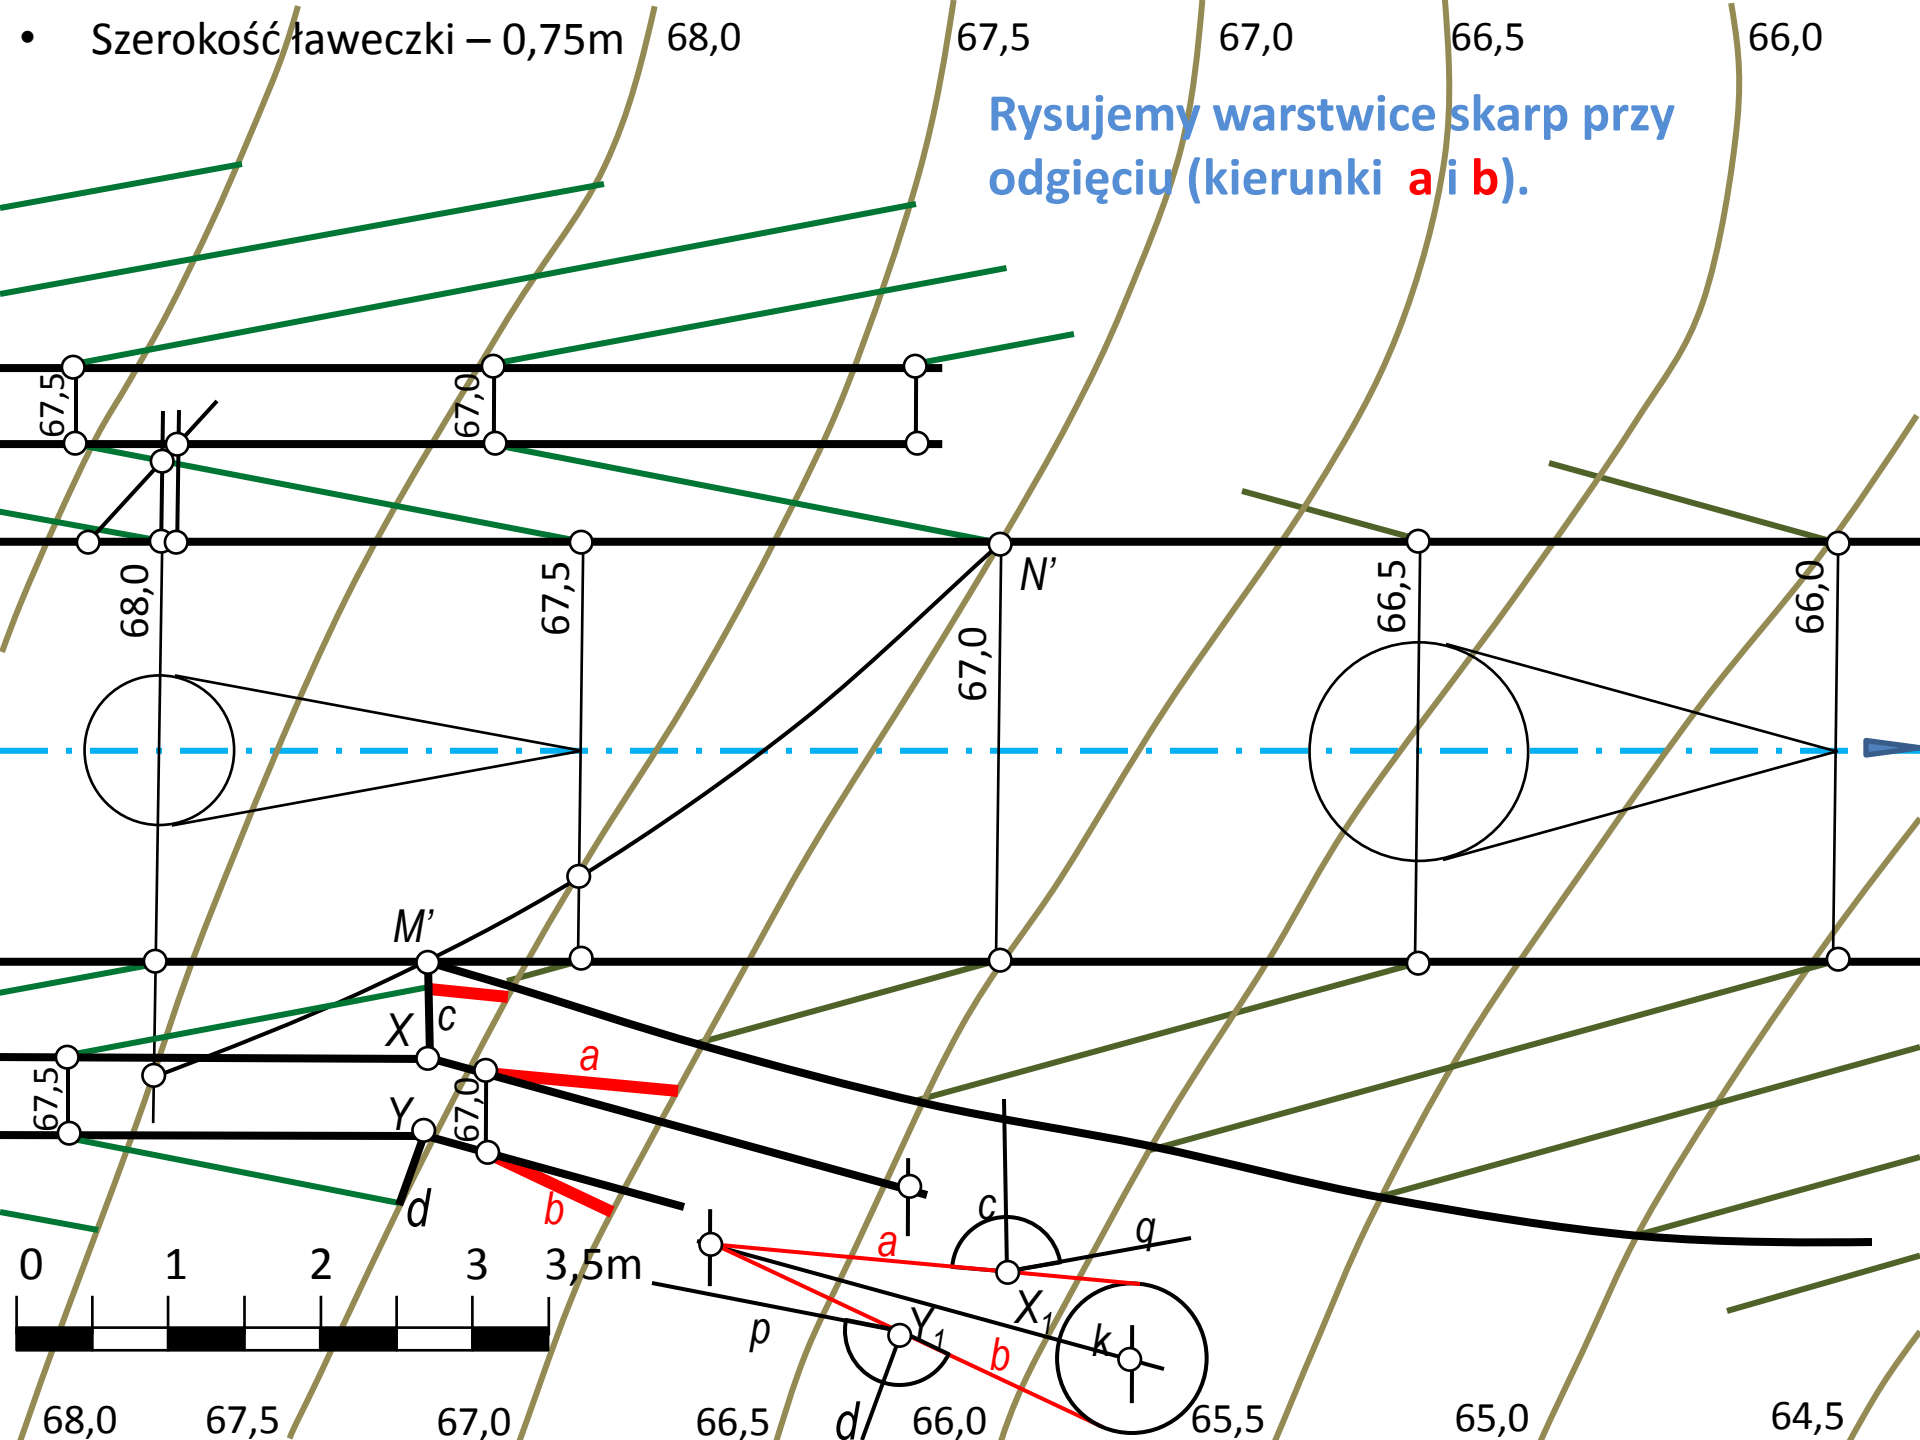 • Szerokość ławeczki – 0,75m
68,0 67,5 67,0 66,5 66,0
Rysujemy warstwice skarp przy
odgięciu (kierunki a i b).
67,5 67,0
68,0 67,5 N’ 67,0 66,5 66,0
M’
X c
a
67,5 Y 67,0
d b
c q
a
0 1 2 3 3,5m
p Y1 X1 k
b
d
68,0 67,5 67,0 66,5 66,0 65,5 65,0 64,5